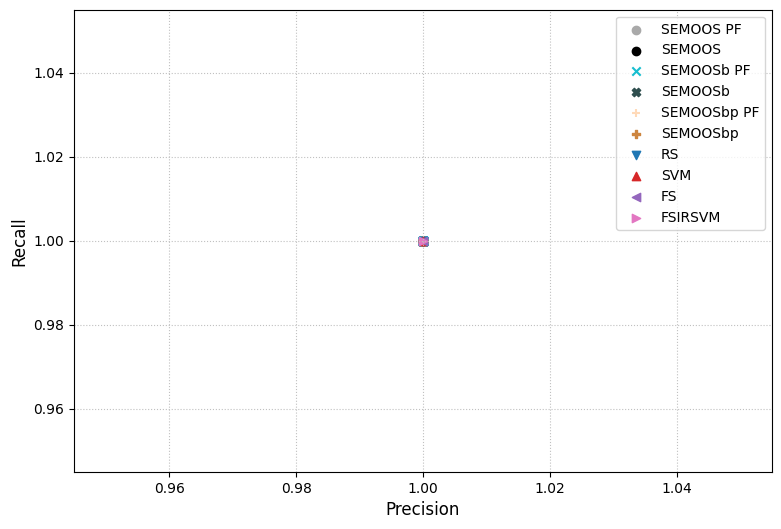 SEMOOS PF
SEMOOS
SEMOOSb PF
SEMOOSb
SEMOOSbp PF
SEMOOSbp
RS
SVM
FS
FSIRSVM
1.04
1.02
1.00
0.98
0.96
Recall
0.96 0.98 1.00 1.02 1.04
Precision